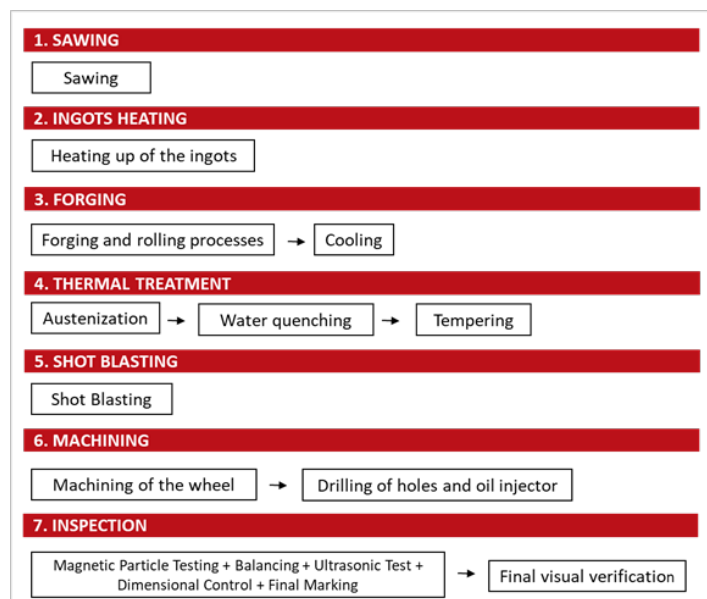 1. SAWING
Sawing
2. INGOTS HEATING
Heating up of the ingots
3. FORGING
Forging and rolling processes
Cooling
4. THERMAL TREATMENT
Austenization
Water quenching
Tempering
5. SHOT BLASTING
Shot Blasting
6. MACHINING
Machining of the wheel
Drilling of holes and oil injector
7. INSPECTION
Magnetic Particle Testing + Balancing + Ultrasonic Test +
Dimensional Control + Final Marking
Final visual verification